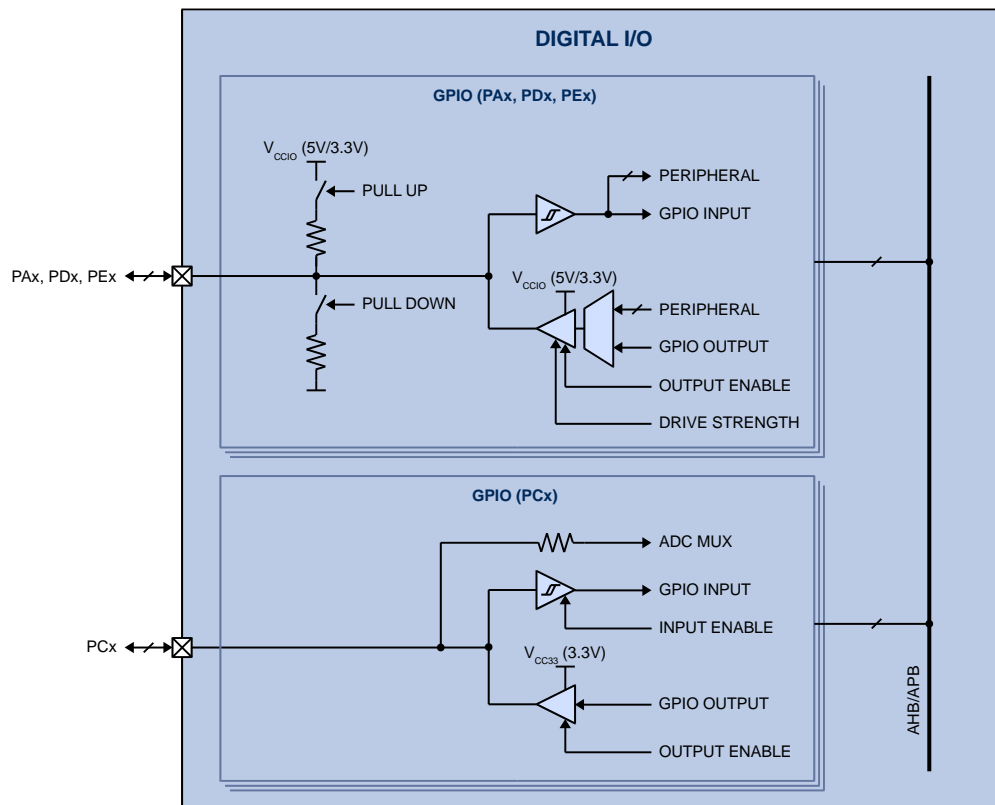 DIGITAL I/O
GPIO (PAx, PDx, PEx)
VCCIO (5V/3.3V)
PULL UP
PERIPHERAL
GPIO INPUT
PAx, PDx, PEx
PULL DOWN
VCCIO (5V/3.3V)
PERIPHERAL
GPIO OUTPUT
OUTPUT ENABLE
DRIVE STRENGTH
GPIO (PCx)
ADC MUX
GPIO INPUT
INPUT ENABLE
PCx
VCC33 (3.3V)
GPIO OUTPUT
OUTPUT ENABLE
AHB/APB